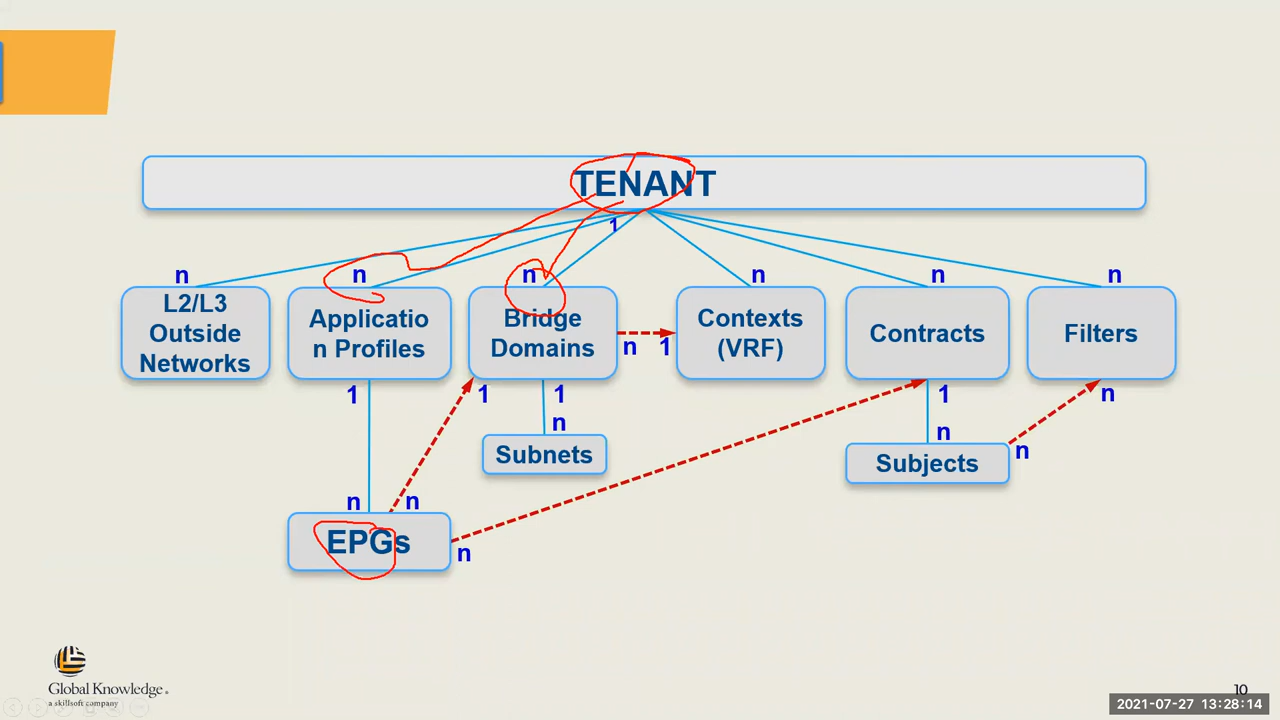 TENANT
1
n
n
n
n
n
n
L2/L3
Outside
Networks
Applicatio
n Profiles
Bridge
Domains
Contexts
(VRF)
Contracts
Filters
n
1
1
1
1
1
n
n
n
Subnets
Subjects
n
n
n
EPGs
n
Global Knowledge®
a skillsoft company
10
2021-07-27 13:28:14